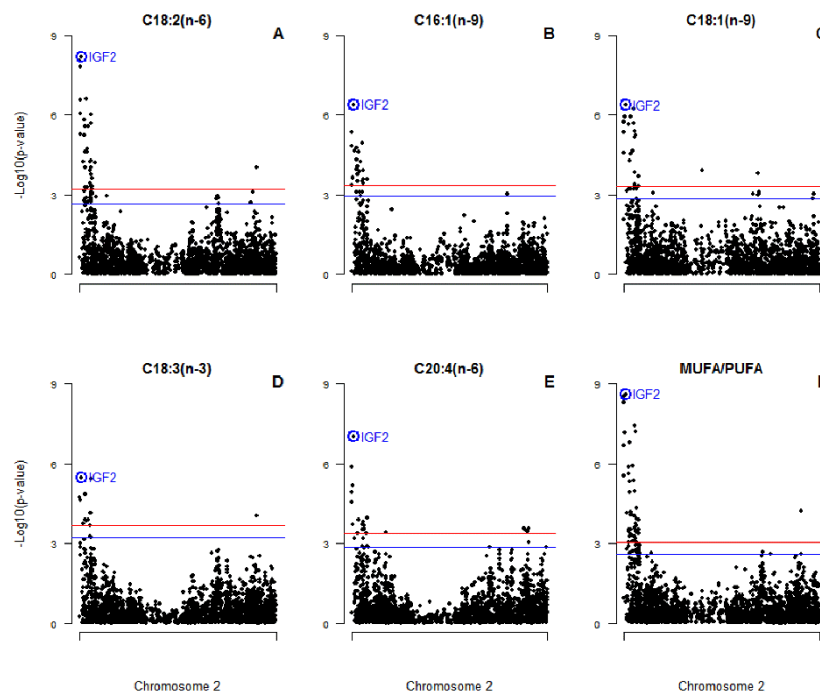 C18:2(n-6) A
C16:1(n-9) B
C18:1(n-9)
9 6 3 0
-Log10(p-value)
IGF2
9 6 3 0
IGF2
9 6 3 0
IGF2
C18:3(n-3) D
C20:4(n-6) E
MUFA/PUFA
9 6 3 0
-Log10(p-value)
IGF2
9 6 3 0
IGF2
9 6 3 0
IGF2
Chromosome 2
Chromosome 2
Chromosome 2